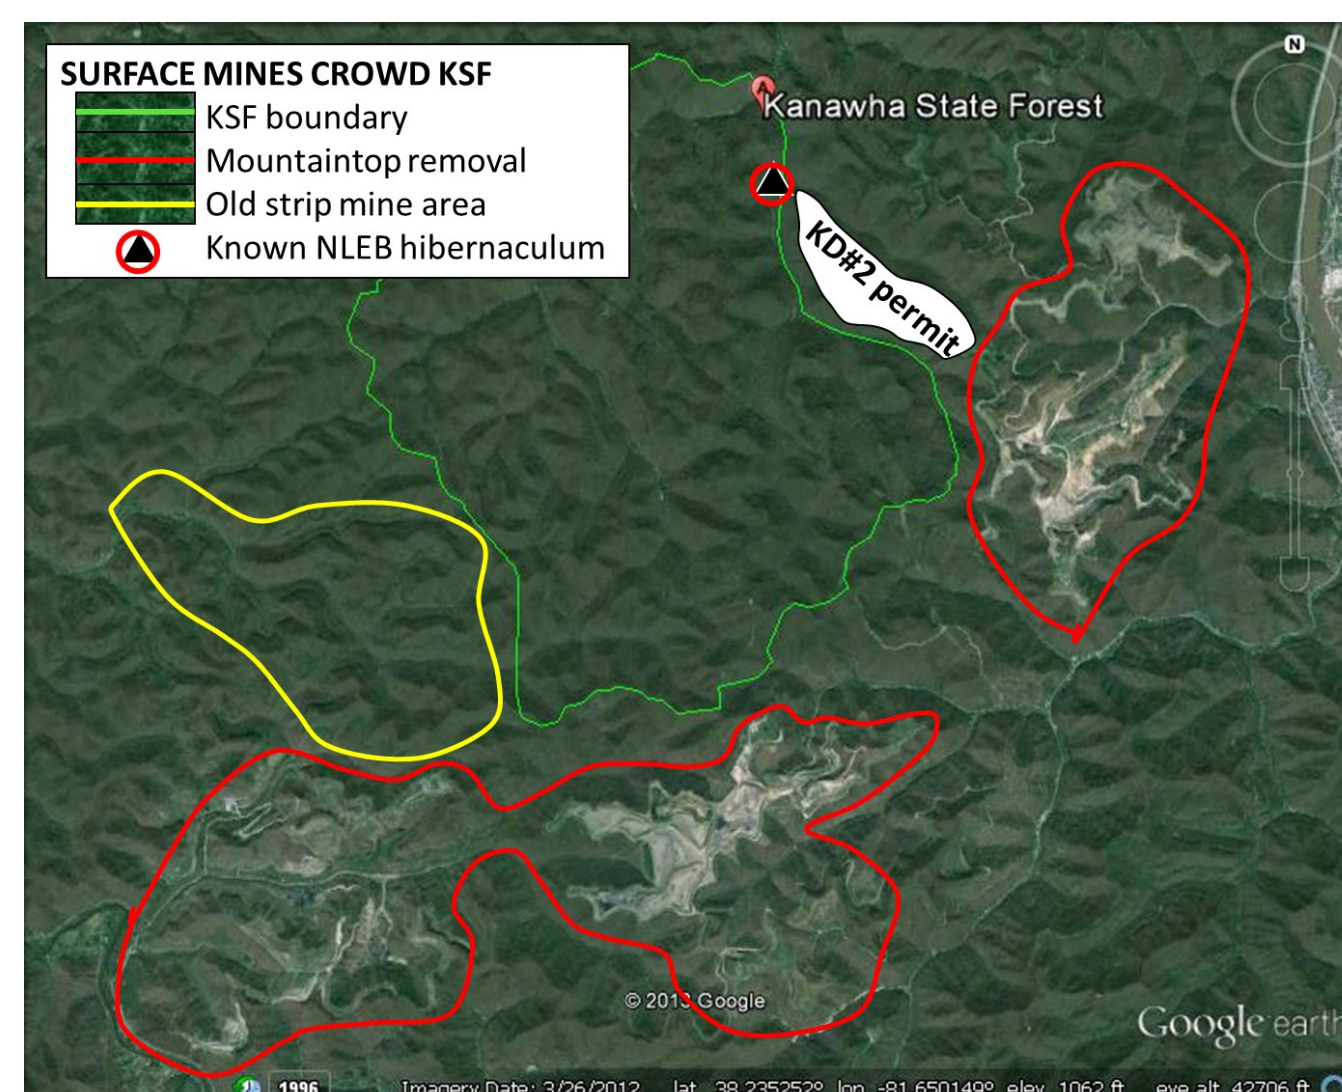 SURFACE MINES CROWD KSF
KSF boundary
Mountaintop removal
Old strip mine area
Known NLEB hibernaculum
N
A
Kanawha State Forest
KD#2 permit
© 2013 Google
Google earth
1996
Imagery Date: 3/26/2012 lat 38.235252° lon -81.650149° elev 1062 ft eye alt 42706 ft